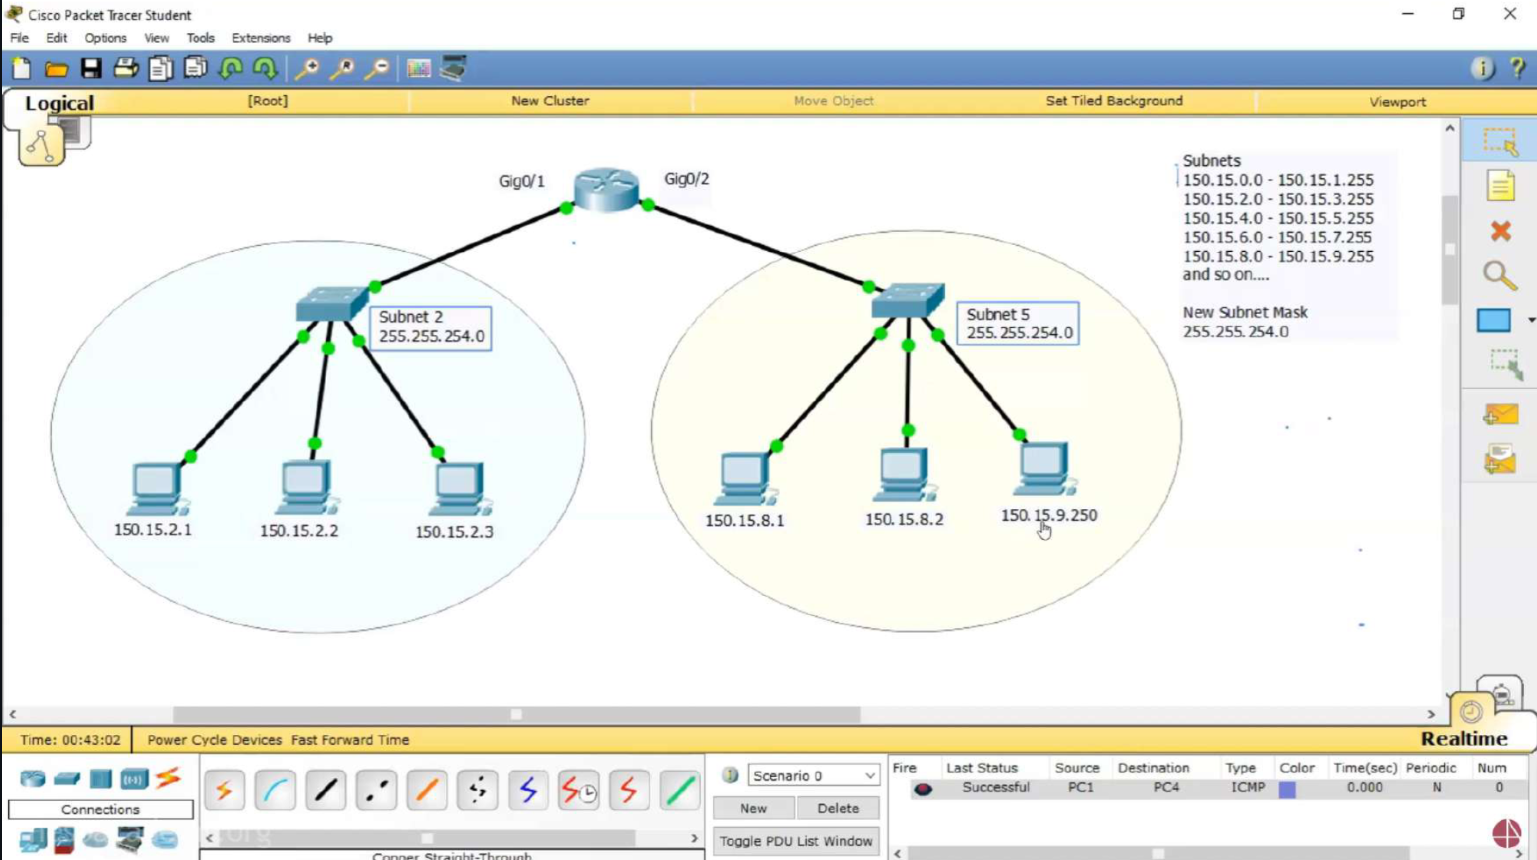 Cisco Packet Tracer Student
File Edit Options View Tools Extensions Help
Logical [Root] New Cluster Move Object Set Tiled Background Viewport
Gig0/1 Gig0/2
Subnets
150.15.0.0 - 150.15.1.255
150.15.2.0 - 150.15.3.255
150.15.4.0 - 150.15.5.255
150.15.6.0 - 150.15.7.255
150.15.8.0 - 150.15.9.255
and so on....
New Subnet Mask
255.255.254.0
Subnet 2
255.255.254.0
Subnet 5
255.255.254.0
150.15.2.1 150.15.2.2 150.15.2.3
150.15.8.1 150.15.8.2 150.15.9.250
Time: 00:43:02 Power Cycle Devices Fast Forward Time
Realtime
Connections
Scenario 0
New Delete
Toggle PDU List Window
Fire Last Status Source Destination Type Color Time(sec) Periodic Num
Successful PC1 PC4 ICMP 0.000 N 0
Copper Straight-Through